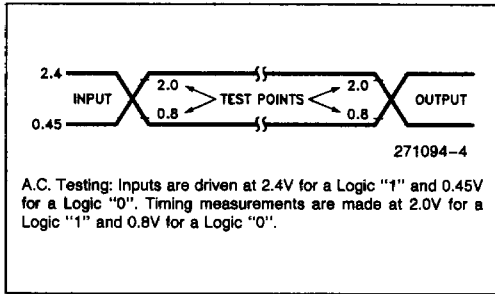 2.4
2.0
2.0
INPUT
TEST POINTS
OUTPUT
0.8
0.8
0.45
271094-4
A.C. Testing: Inputs are driven at 2.4V for a Logic "1" and 0.45V
for a Logic "0". Timing measurements are made at 2.0V for a
Logic "1" and 0.8V for a Logic "0".